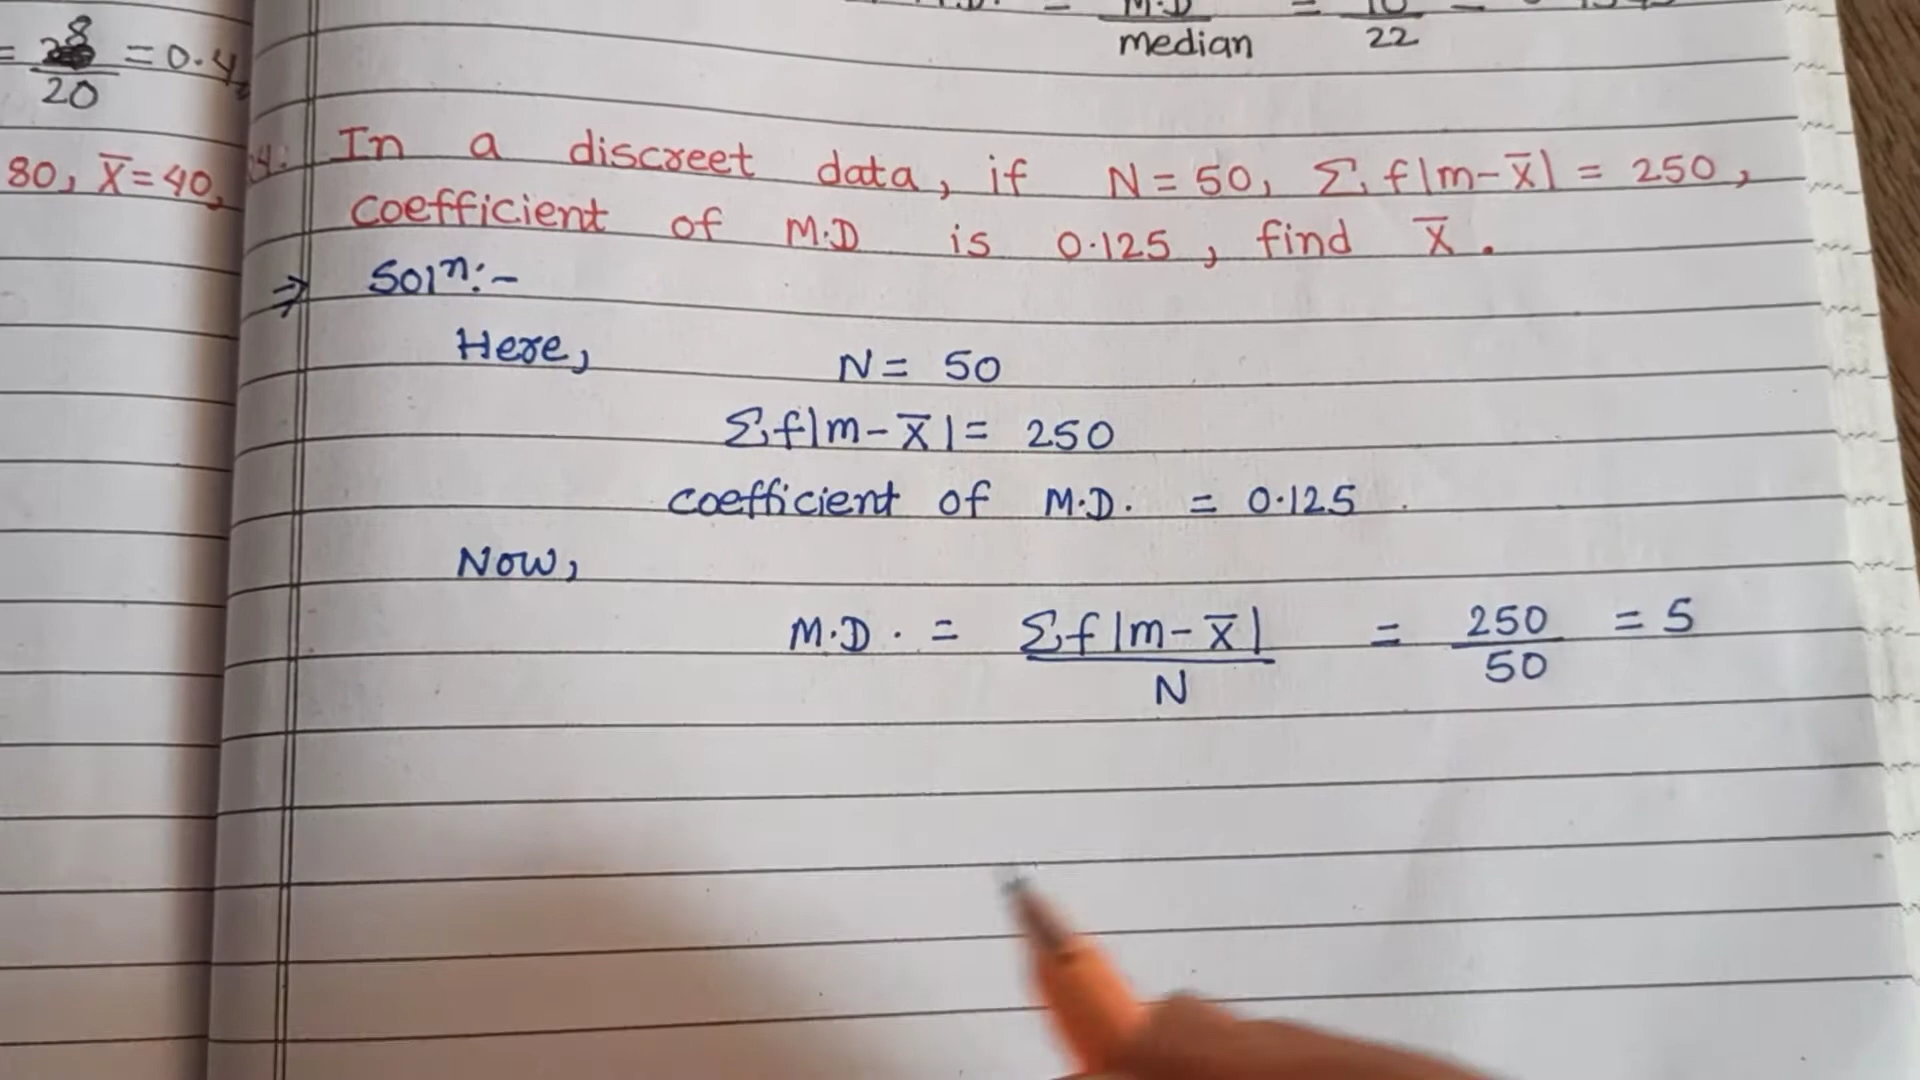 M.D
median
=
22
= 8
20
= 0.4
80, x̄=40,
In a discreet data, if N=50, Σf|m-x̄| = 250,
coefficient of M.D is 0.125, find x̄.
⇒ Solⁿ:-
Here, N = 50
Σf|m-x̄| = 250
coefficient of M.D. = 0.125
Now,
M.D. = Σf|m-x̄| = 250 = 5
N 50